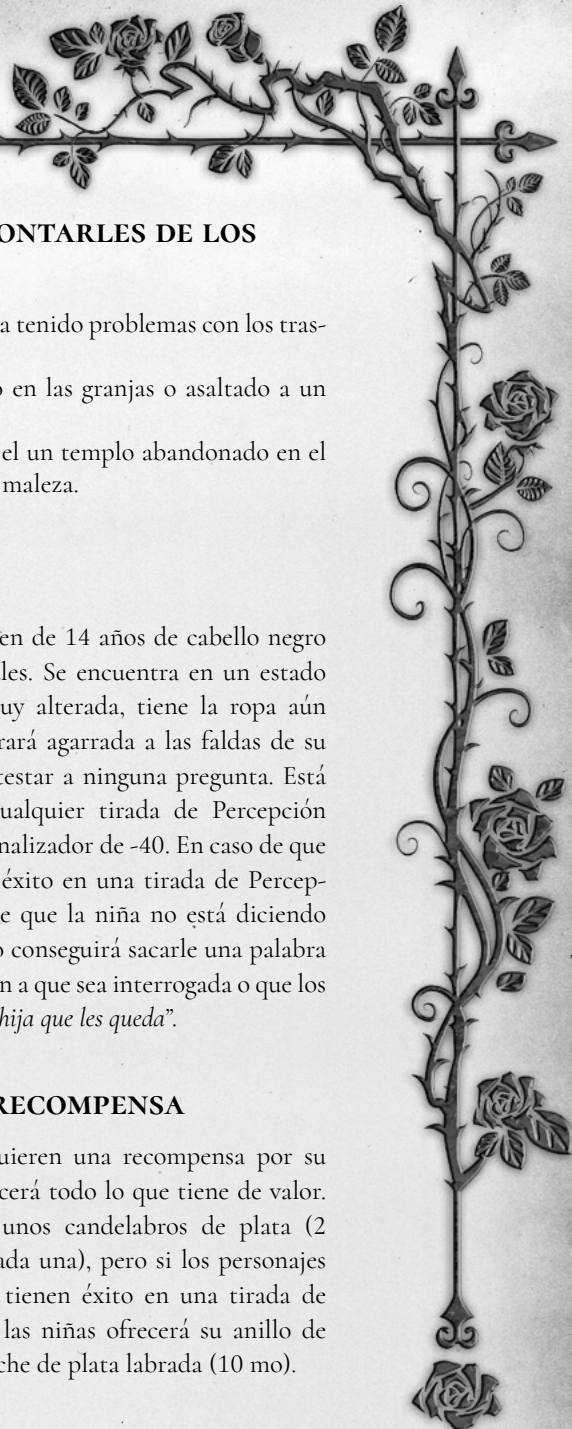 ONTARLES DE LOS
a tenido problemas con los tras-
o en las granjas o asaltado a un
el un templo abandonado en el
maleza.
en de 14 años de cabello negro
les. Se encuentra en un estado
uy alterada, tiene la ropa aún
rará agarrada a las faldas de su
testar a ninguna pregunta. Está
ualquier tirada de Percepción
nalizador de -40. En caso de que
éxito en una tirada de Percep-
e que la niña no está diciendo
o conseguirá sacarle una palabra
n a que sea interrogada o que los
hija que les queda”.
RECOMPENSA
uieren una recompensa por su
cerá todo lo que tiene de valor.
unos candelabros de plata (2
ada una), pero si los personajes
tienen éxito en una tirada de
las niñas ofrecerá su anillo de
che de plata labrada (10 mo).